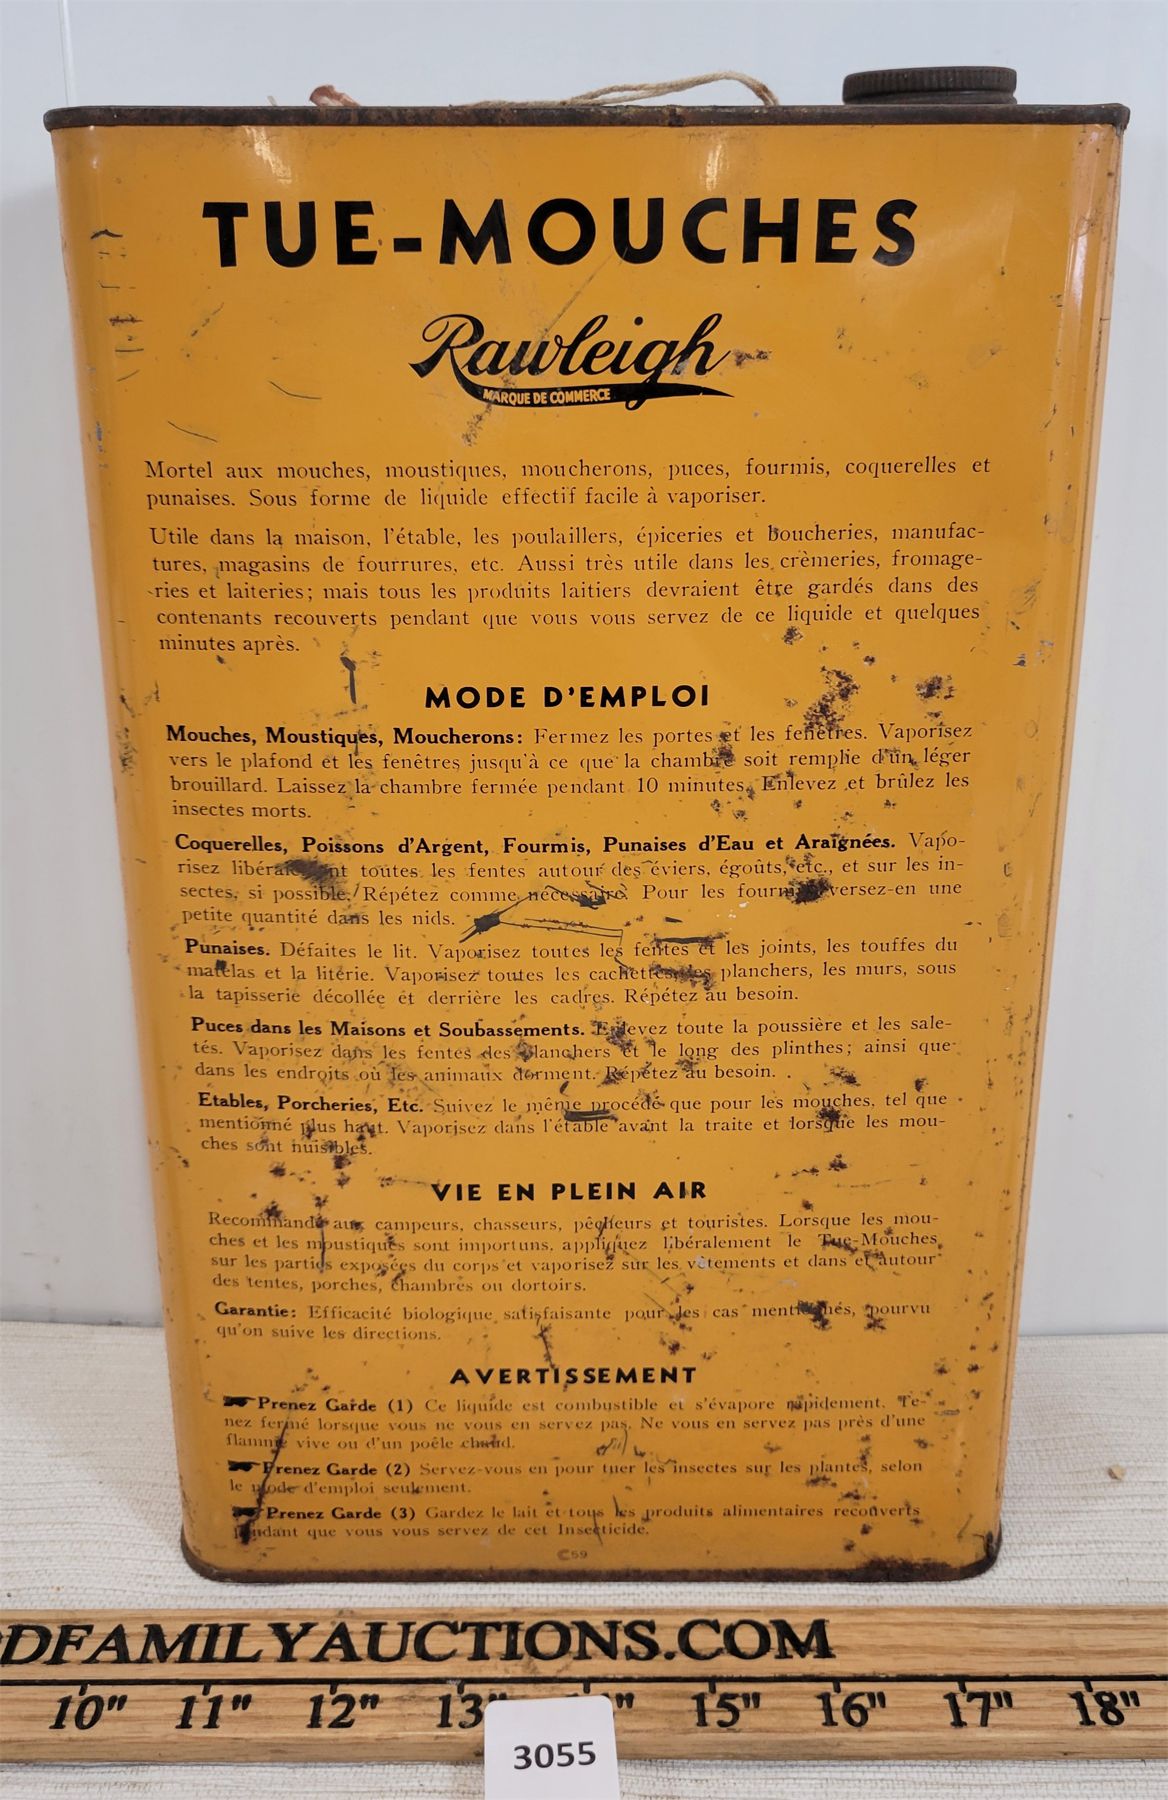 TUE-MOUCHES
Rawleigh
MARQUE DE COMMERCE
Mortel aux mouches, moustiques, moucherons, puces, fourmis, coquerelles et
punaises. Sous forme de liquide effectif facile à vaporiser.
Utile dans la maison, l'étable, les poulaillers, épiceries et boucheries, manufac-
tures, magasins de fourrures, etc. Aussi très utile dans les crèmeries, fromage-
ries et laiteries; mais tous les produits laitiers devraient être gardés dans des
contenants recouverts pendant que vous vous servez de ce liquide et quelques
minutes après.
MODE D'EMPLOI
Mouches, Moustiques, Moucherons: Fermez les portes et les fenêtres. Vaporisez
vers le plafond et les fenêtres jusqu'à ce que la chambre soit remplie d'un léger
brouillard. Laissez la chambre fermée pendant 10 minutes. Enlevez et brûlez les
insectes morts.
Coquerelles, Poissons d'Argent, Fourmis, Punaises d'Eau et Araignées. Vapo-
risez libéralement toutes les fentes autour des éviers, égoûts, etc., et sur les in-
sectes, si possible. Répétez comme nécessaire. Pour les fourmis versez-en une
petite quantité dans les nids.
Punaises. Défaites le lit. Vaporisez toutes les fentes et les joints, les touffes du
matelas et la literie. Vaporisez toutes les cachettes, les planchers, les murs, sous
la tapisserie décollée et derrière les cadres. Répétez au besoin.
Puces dans les Maisons et Soubassements. Enlevez toute la poussière et les sale-
tés. Vaporisez dans les fentes des planchers et le long des plinthes; ainsi que
dans les endroits où les animaux dorment. Répétez au besoin.
Etables, Porcheries, Etc. Suivez le même procédé que pour les mouches, tel que
mentionné plus haut. Vaporisez dans l'étable avant la traite et lorsque les mou-
ches sont nuisibles.
VIE EN PLEIN AIR
Recommandé aux campeurs, chasseurs, pêcheurs et touristes. Lorsque les mou-
ches et les moustiques sont importuns, appliquez libéralement le Tue-Mouches
sur les parties exposées du corps et vaporisez sur les vêtements et dans et autour
des tentes, porches, chambres ou dortoirs.
Garantie: Efficacité biologique satisfaisante pour les cas mentionnés, pourvu
qu'on suive les directions.
AVERTISSEMENT
Prenez Garde (1) Ce liquide est combustible et s'évapore rapidement. Te-
nez fermé lorsque vous ne vous en servez pas. Ne vous en servez pas près d'une
flamme vive ou d'un poêle chaud.
Prenez Garde (2) Servez-vous en pour tuer les insectes sur les plantes, selon
le mode d'emploi seulement.
Prenez Garde (3) Gardez le lait et tous les produits alimentaires recouverts
pendant que vous vous servez de cet Insecticide.
C59
DFAMILYAUCTIONS.COM
10" 11" 12" 13" 15" 16" 17" 18"
3055